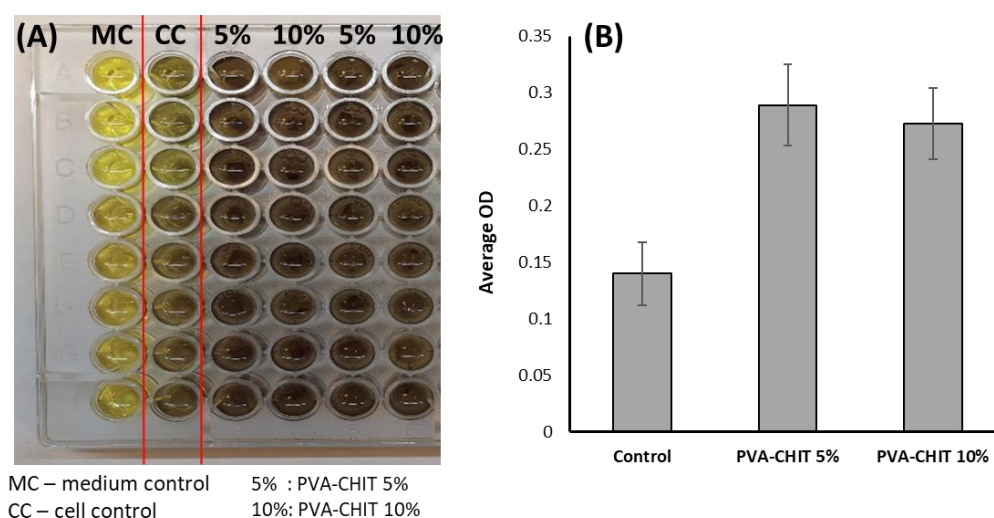 (A) MC CC 5% 10% 5% 10%
A
B
C
D
MC – medium control 5% : PVA-CHIT 5%
CC – cell control 10%: PVA-CHIT 10%
(B)
0.35
0.3
0.25
0.2
0.15
0.1
0.05
0
Average OD
Control PVA-CHIT 5% PVA-CHIT 10%